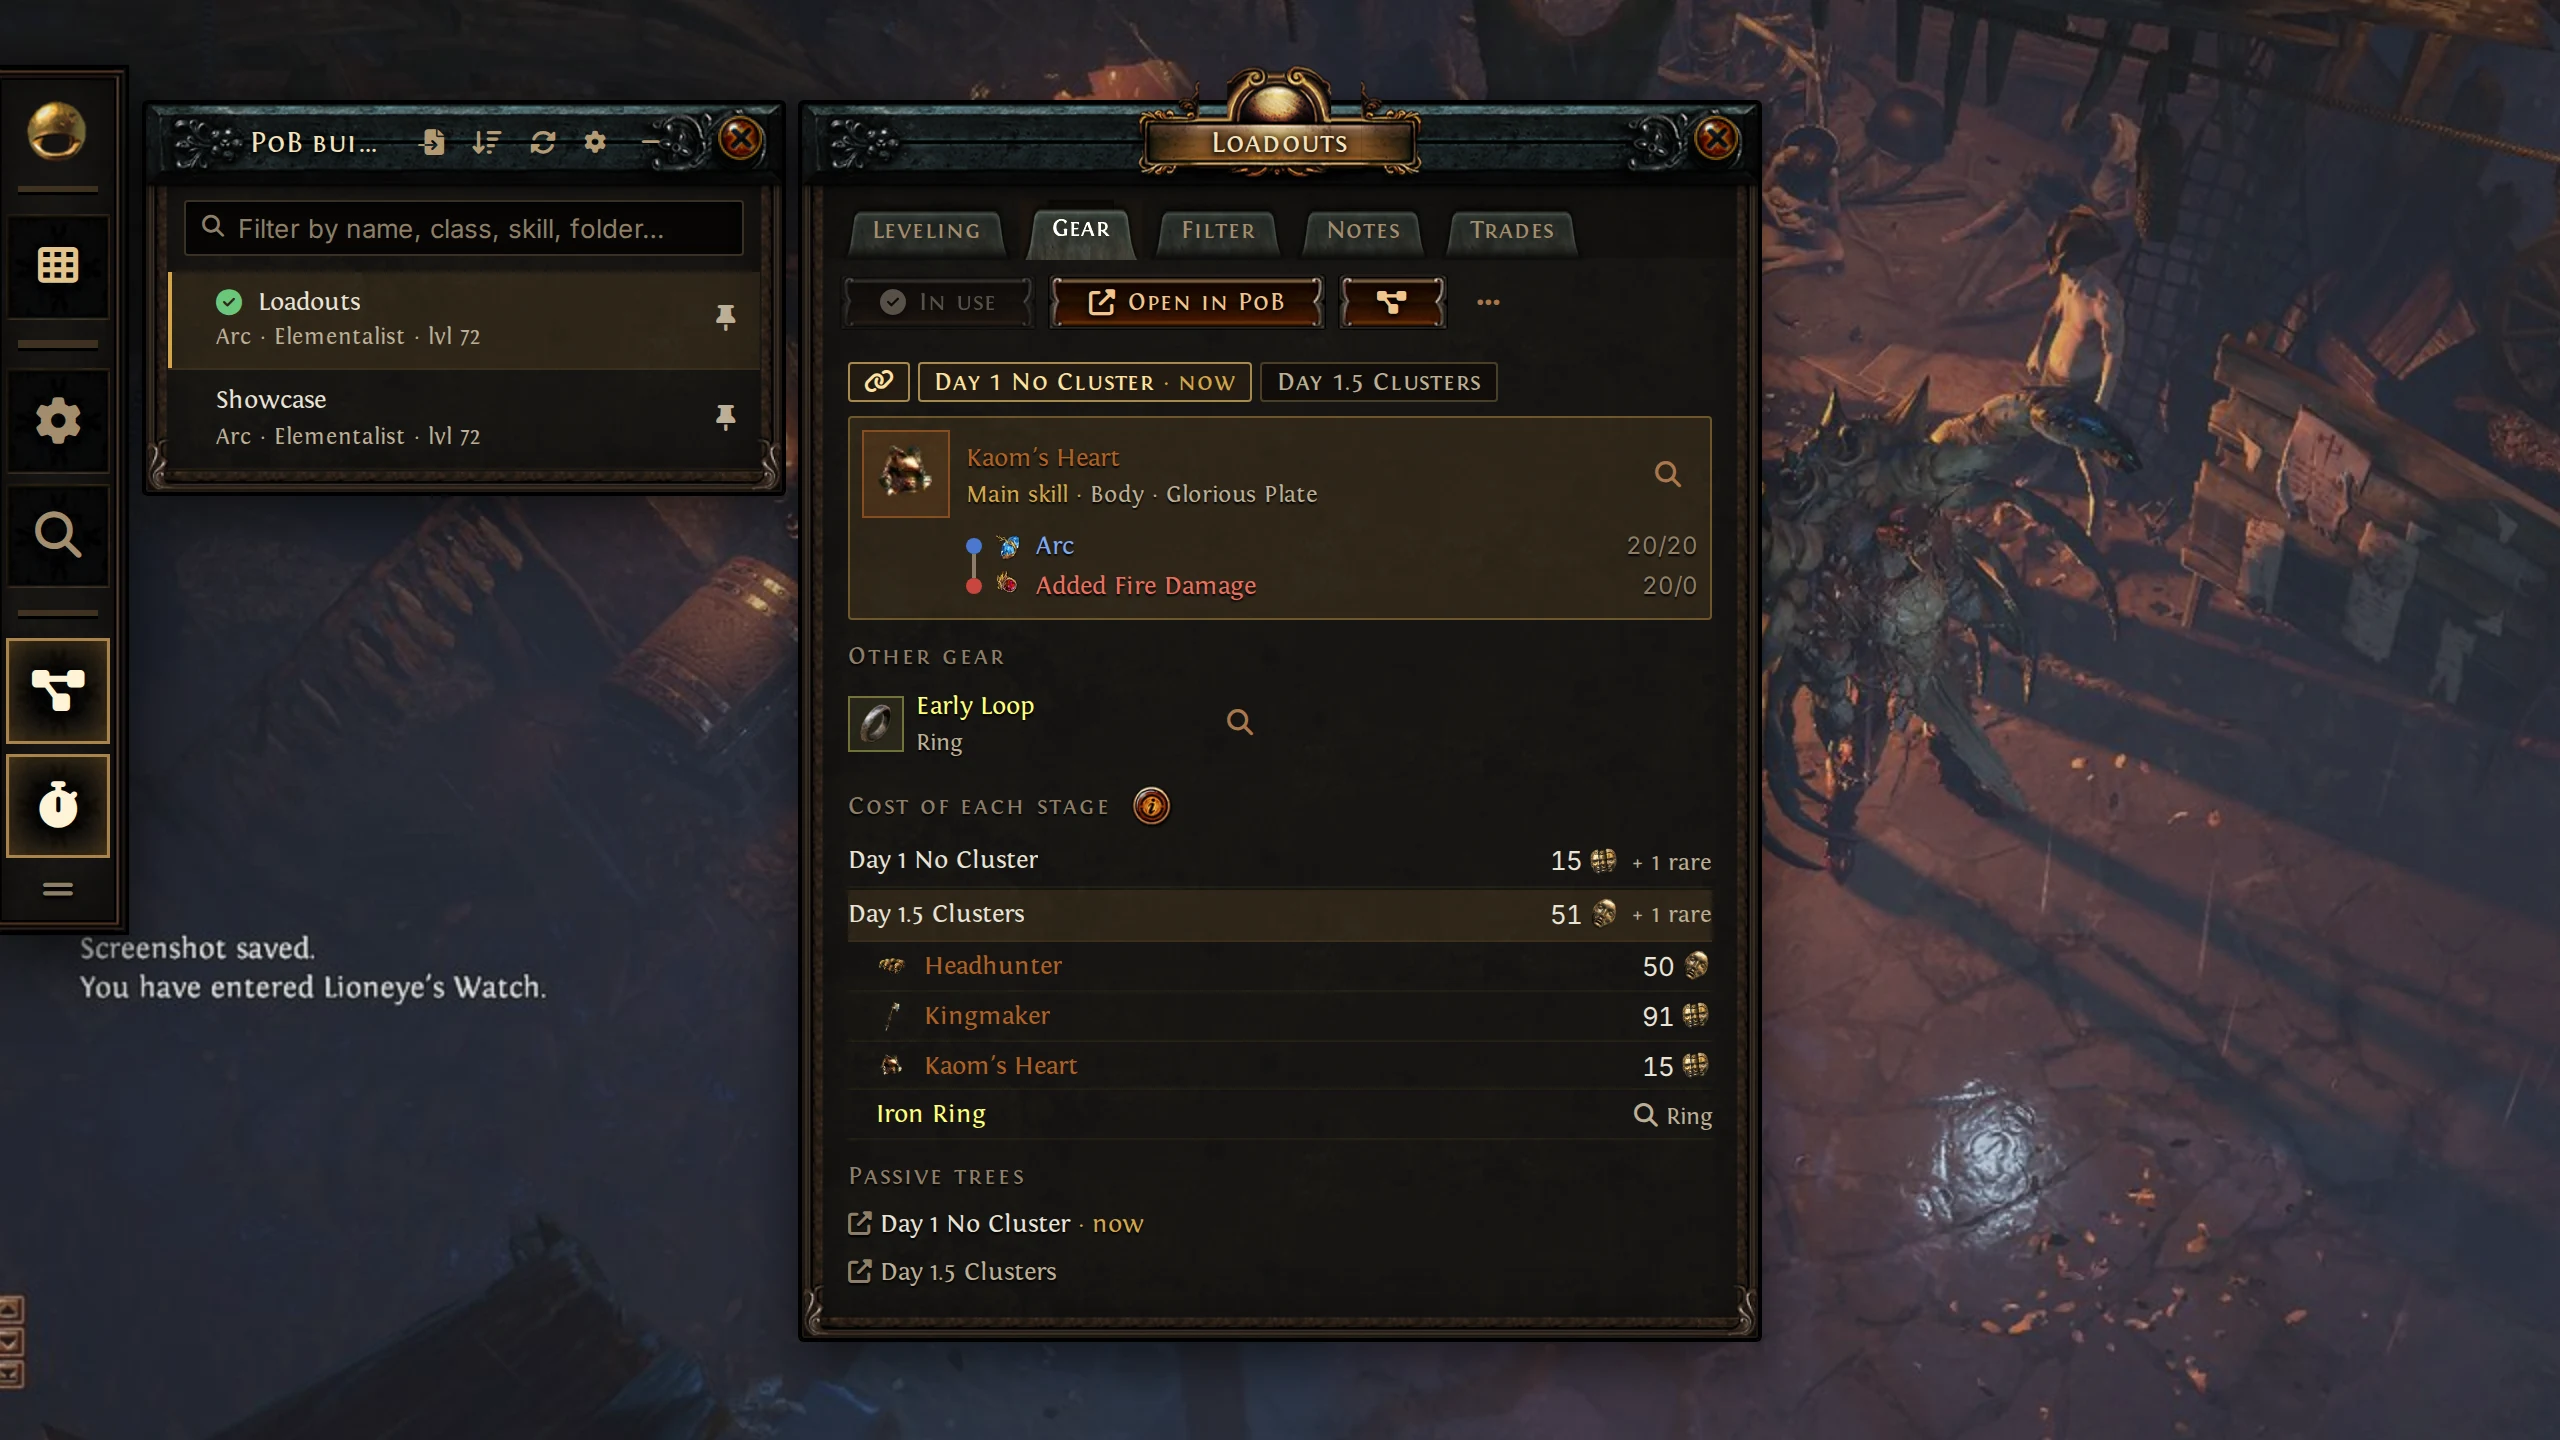 PoB bui...
Filter by name, class, skill, folder...
Loadouts
Arc · Elementalist · lvl 72
Showcase
Arc · Elementalist · lvl 72
Screenshot saved.
You have entered Lioneye's Watch.
Loadouts
Leveling Gear Filter Notes Trades
In use Open in PoB
Day 1 No Cluster · now Day 1.5 Clusters
Kaom's Heart
Main skill · Body · Glorious Plate
Arc 20/20
Added Fire Damage 20/0
Other gear
Early Loop
Ring
Cost of each stage
Day 1 No Cluster 15 + 1 rare
Day 1.5 Clusters 51 + 1 rare
Headhunter 50
Kingmaker 91
Kaom's Heart 15
Iron Ring Ring
Passive trees
Day 1 No Cluster · now
Day 1.5 Clusters